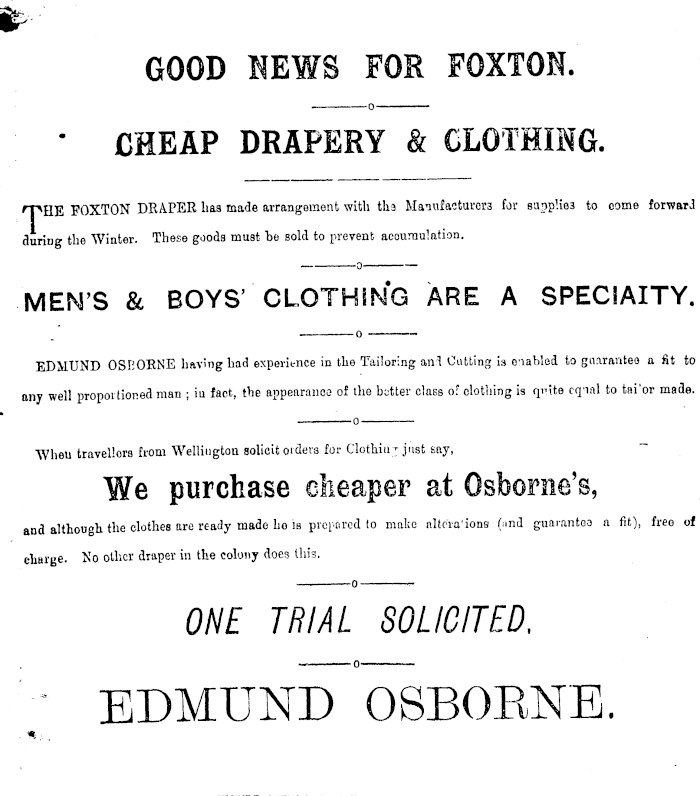 GOOD NEWS FOR FOXTON.
CHEAP DRAPERY & CLOTHING.
THE FOXTON DRAPER has made arrangement with the Manufacturers for supplies to come forward
during the Winter. These goods must be sold to prevent accumulation.
MEN'S & BOYS' CLOTHING ARE A SPECIAITY.
EDMUND OSBORNE having had experience in the Tailoring and Cutting is enabled to guarantee a fit to
any well proportioned man ; in fact, the appearance of the better class of clothing is quite equal to tailor made.
When travellors from Wellington solicit orders for Clothing just say,
We purchase cheaper at Osborne's,
and although the clothes are ready made he is prepared to make alterations (and guarantee a fit), free of
charge. No other draper in the colony does this.
ONE TRIAL SOLICITED.
EDMUND OSBORNE.